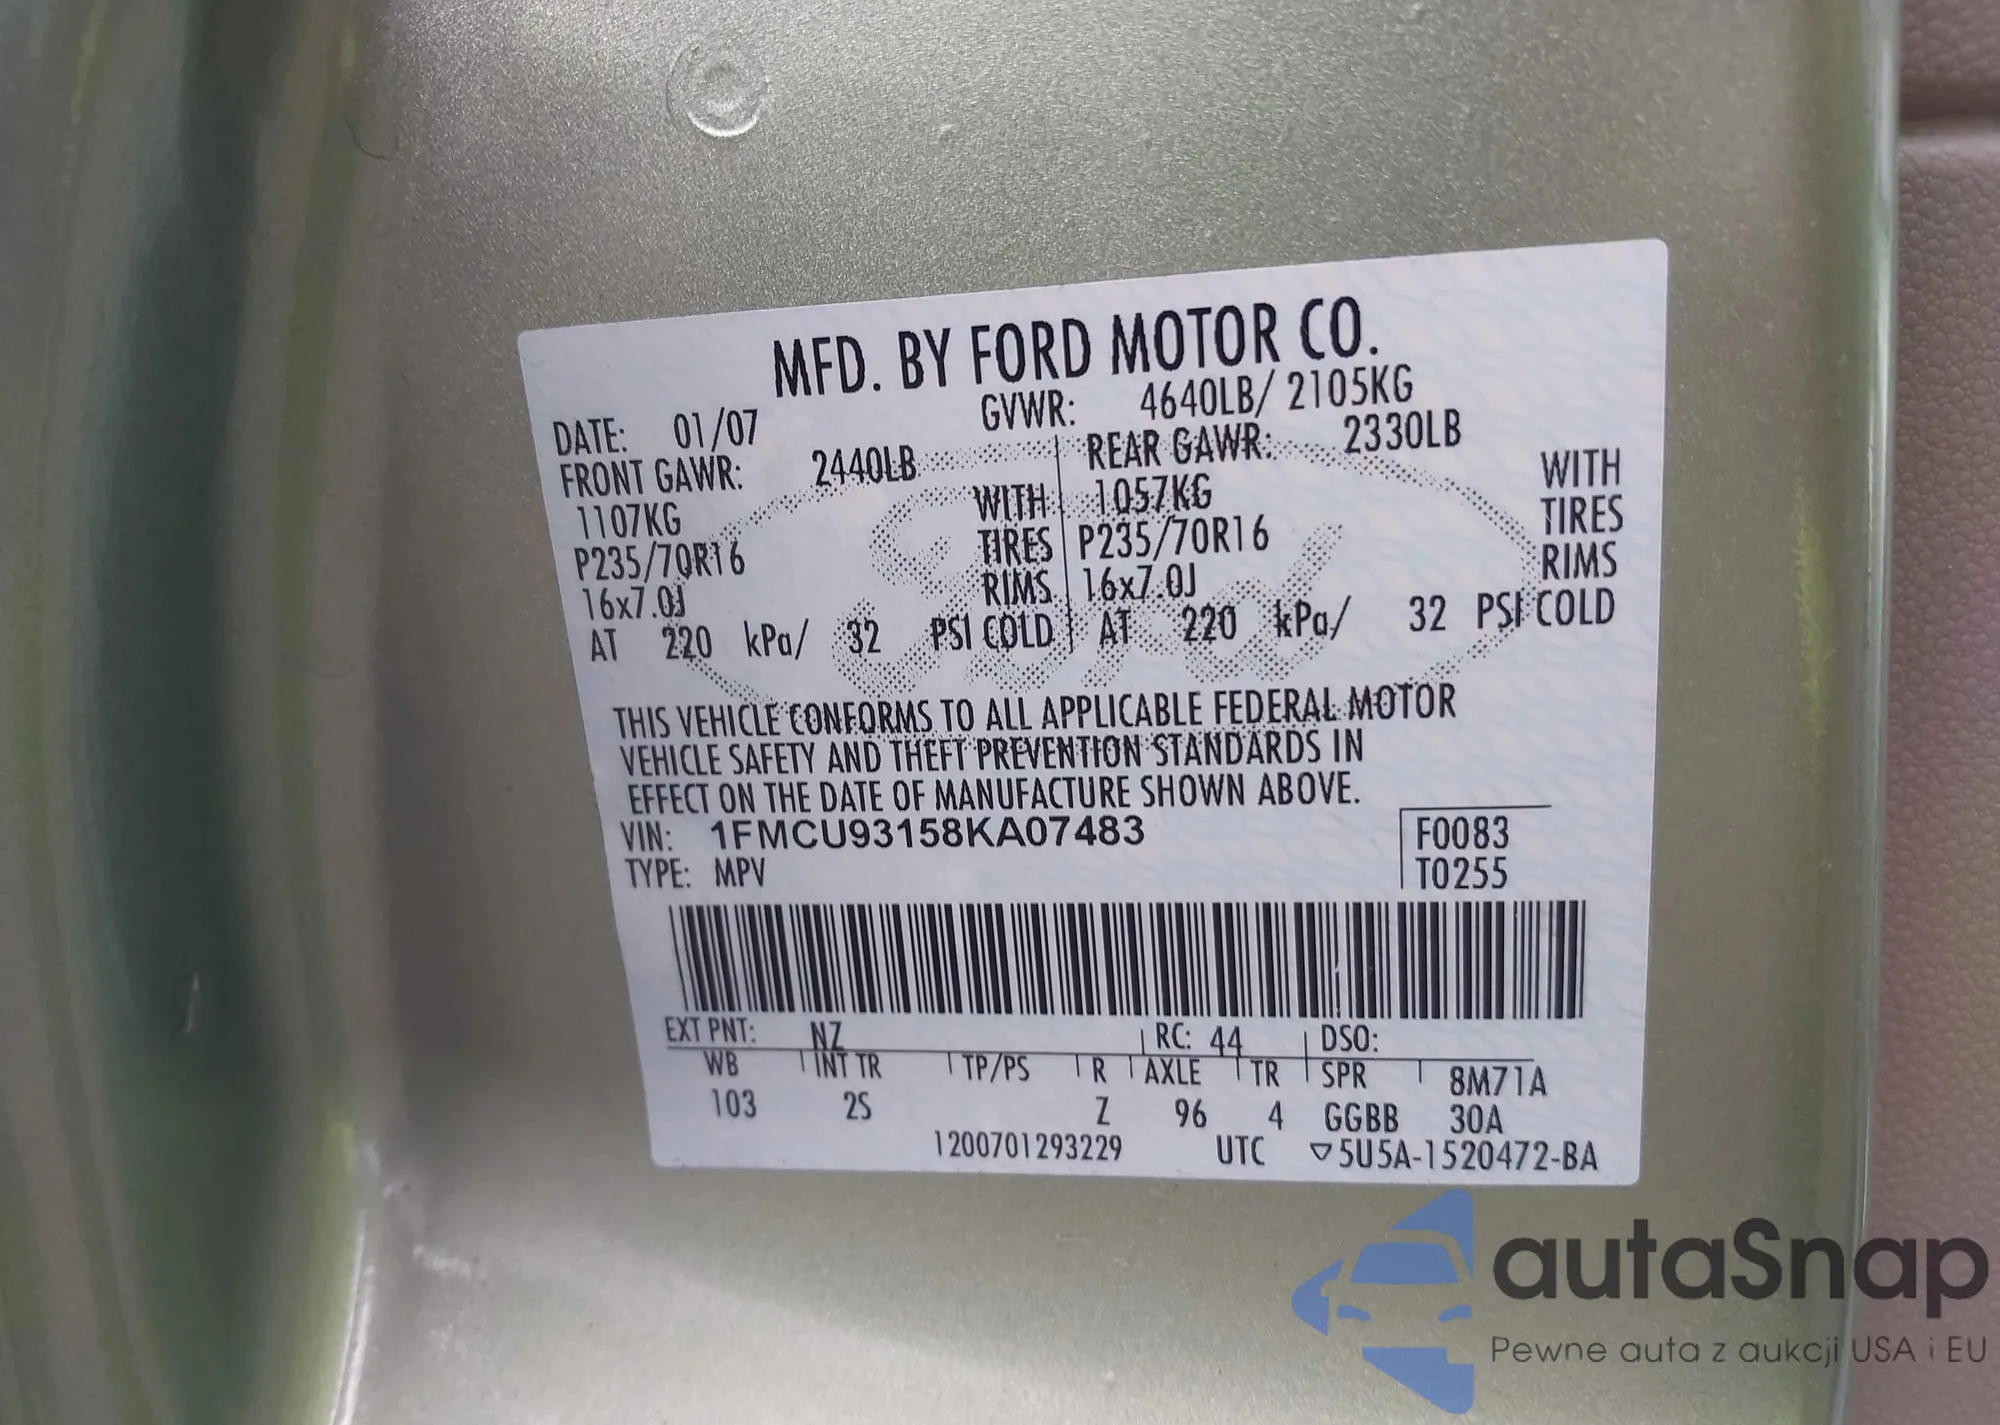 MFD. BY FORD MOTOR CO.
DATE: 01/07 GVWR: 4640LB/ 2105KG
FRONT GAWR: 2440LB REAR GAWR: 2330LB
1107KG WITH 1057KG WITH
P235/70R16 TIRES P235/70R16 TIRES
16x7.0J RIMS 16x7.0J RIMS
AT 220 kPa/ 32 PSI COLD AT 220 kPa/ 32 PSI COLD
THIS VEHICLE CONFORMS TO ALL APPLICABLE FEDERAL MOTOR
VEHICLE SAFETY AND THEFT PREVENTION STANDARDS IN
EFFECT ON THE DATE OF MANUFACTURE SHOWN ABOVE.
VIN: 1FMCU93158KA07483 F0083
TYPE: MPV T0255
EXT PNT: NZ RC: 44 DSO:
WB INT TR TP/PS R AXLE TR SPR 8M71A
103 2S Z 96 4 GGBB 30A
1200701293229 UTC ▽5U5A-1520472-BA
Ford
autaSnap
Pewne auta z aukcji USA i EU